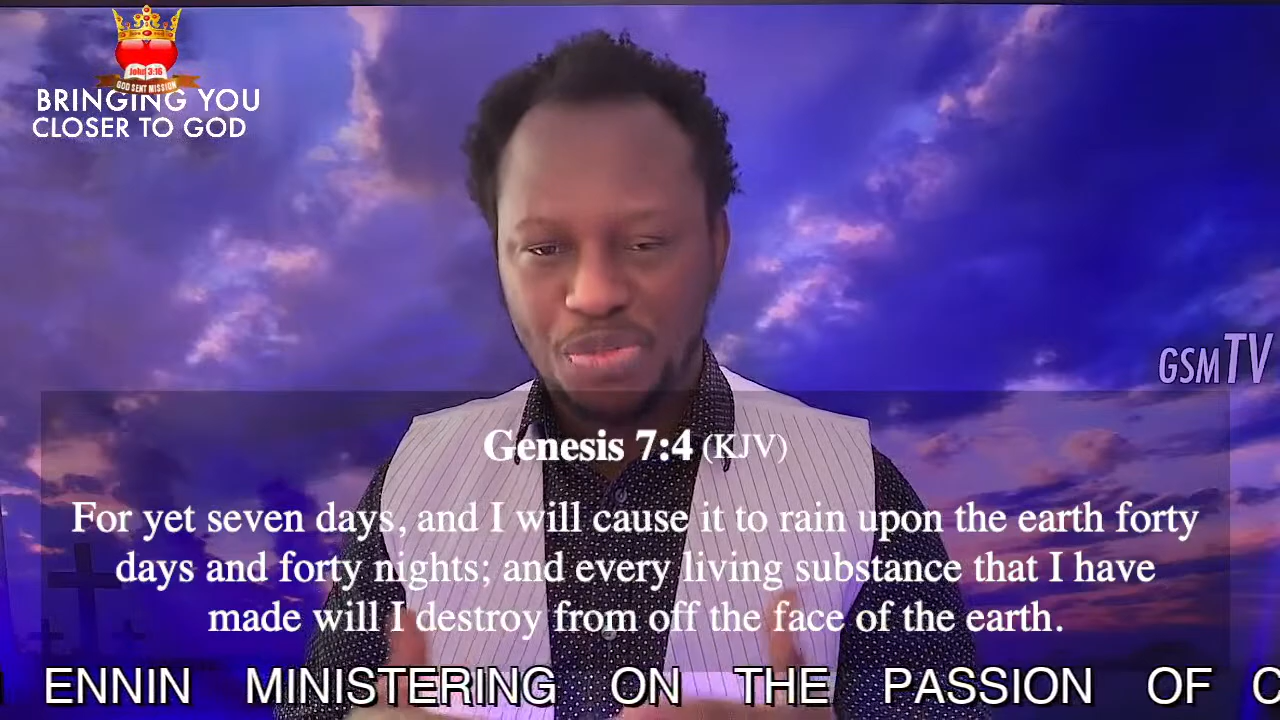 John 3:16
GOD SENT MISSION
BRINGING YOU
CLOSER TO GOD
GSMTV
Genesis 7:4 (KJV)
For yet seven days, and I will cause it to rain upon the earth forty
days and forty nights; and every living substance that I have
made will I destroy from off the face of the earth.
ENNIN MINISTERING ON THE PASSION OF